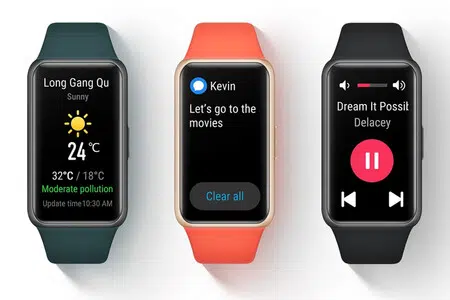 Long Gang Qu
Sunny
24 °C
32°C / 18°C
Moderate pollution
Update time10:30 AM
Kevin
Let's go to the
movies
Clear all
Dream It Possib
Delacey